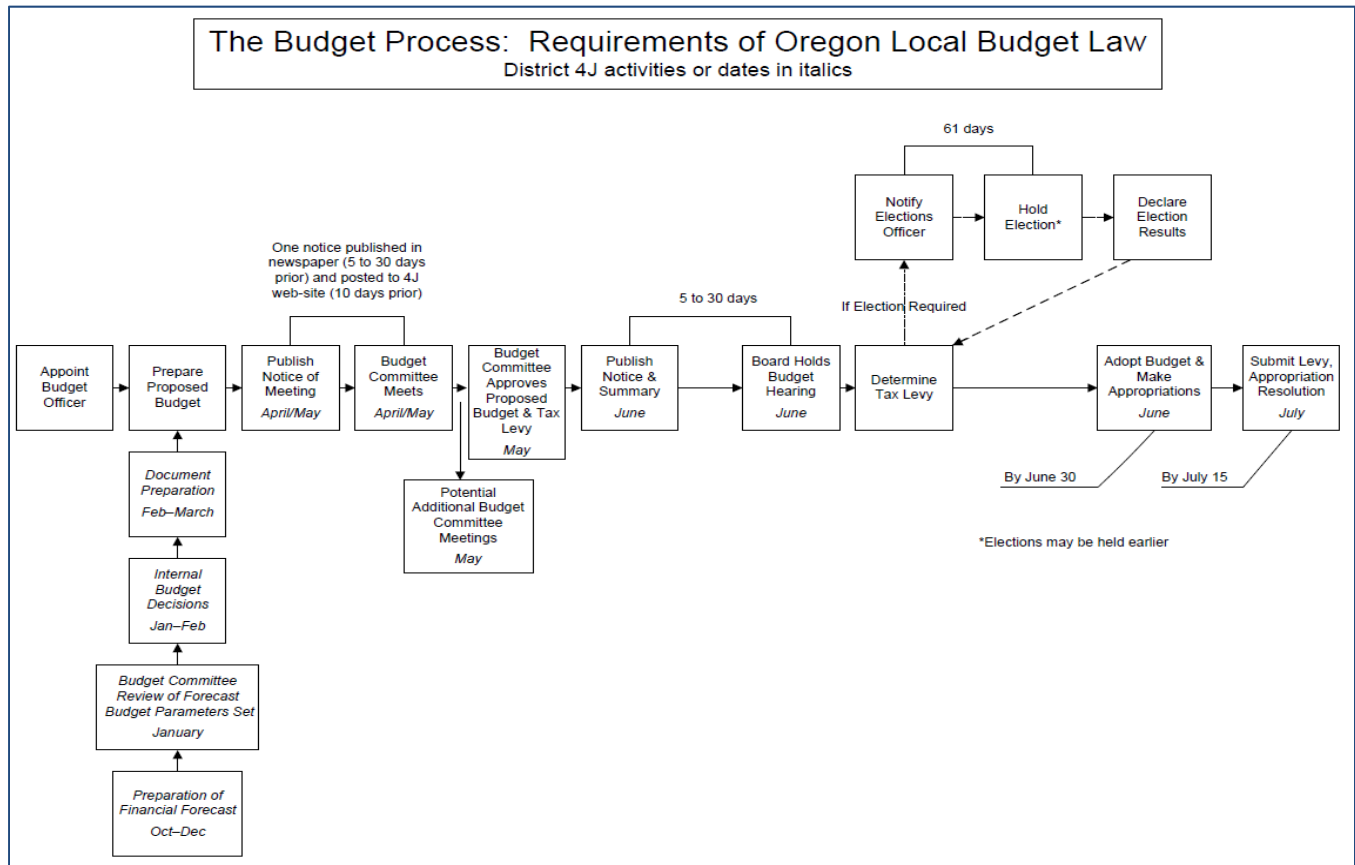 The Budget Process:  Requirements of Oregon Local Budget Law
District 4J activities or dates in italics
61 days
Notify
Elections
Officer
Hold
Election*
Declare
Election
Results
One notice published in
newspaper (5 to 30 days
prior) and posted to 4J
web-site (10 days prior)
5 to 30 days
If Election Required
Appoint
Budget
Officer
Prepare
Proposed
Budget
Publish
Notice of
Meeting
April/May
Budget
Committee
Meets
April/May
Budget
Committee
Approves
Proposed
Budget & Tax
Levy
May
Publish
Notice &
Summary
June
Board Holds
Budget
Hearing
June
Determine
Tax Levy
Adopt Budget &
Make
Appropriations
June
Submit Levy,
Appropriation
Resolution
July
Document
Preparation
Feb–March
Potential
Additional Budget
Committee
Meetings
May
By June 30
By July 15
*Elections may be held earlier
Internal
Budget
Decisions
Jan–Feb
Budget Committee
Review of Forecast
Budget Parameters Set
January
Preparation of
Financial Forecast
Oct–Dec